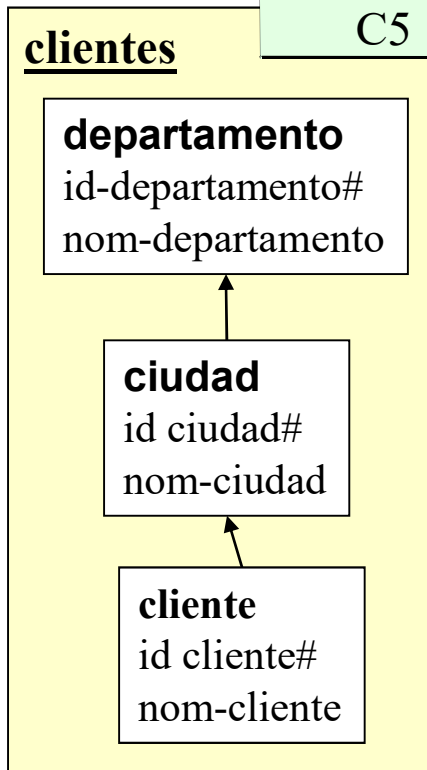 C5
clientes
departamento
id-departamento#
nom-departamento
ciudad
id ciudad#
nom-ciudad
cliente
id cliente#
nom-cliente